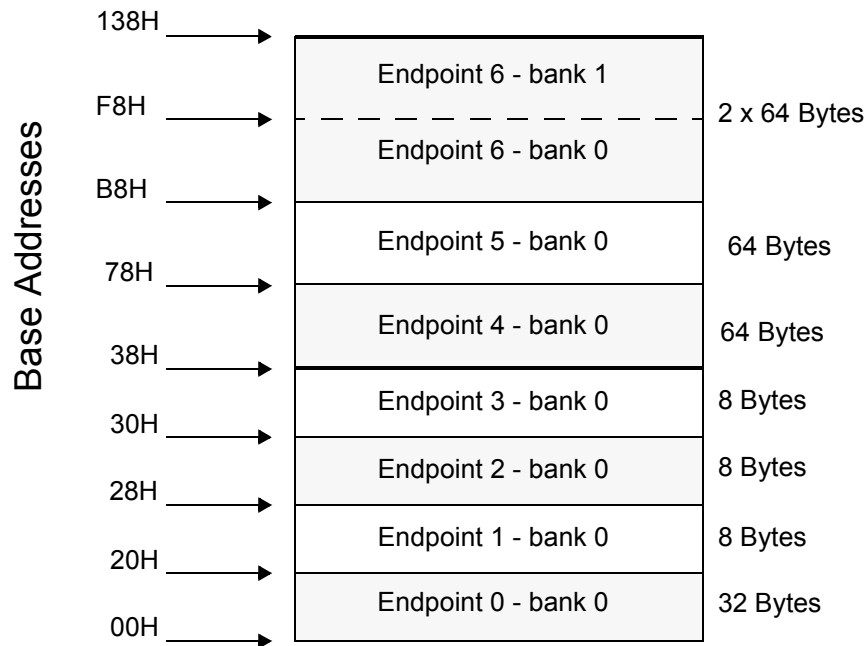 138H
Endpoint 6 - bank 1
F8H
2 x 64 Bytes
Endpoint 6 - bank 0
B8H
Endpoint 5 - bank 0
64 Bytes
78H
Endpoint 4 - bank 0
64 Bytes
38H
Endpoint 3 - bank 0
8 Bytes
30H
Endpoint 2 - bank 0
8 Bytes
28H
Endpoint 1 - bank 0
8 Bytes
20H
Endpoint 0 - bank 0
32 Bytes
00H
Base Addresses